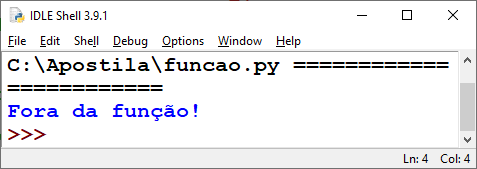 IDLE Shell 3.9.1
File Edit Shell Debug Options Window Help
C:\Apostila\funcao.py ============
============
Fora da função!
>>>
Ln: 4 Col: 4